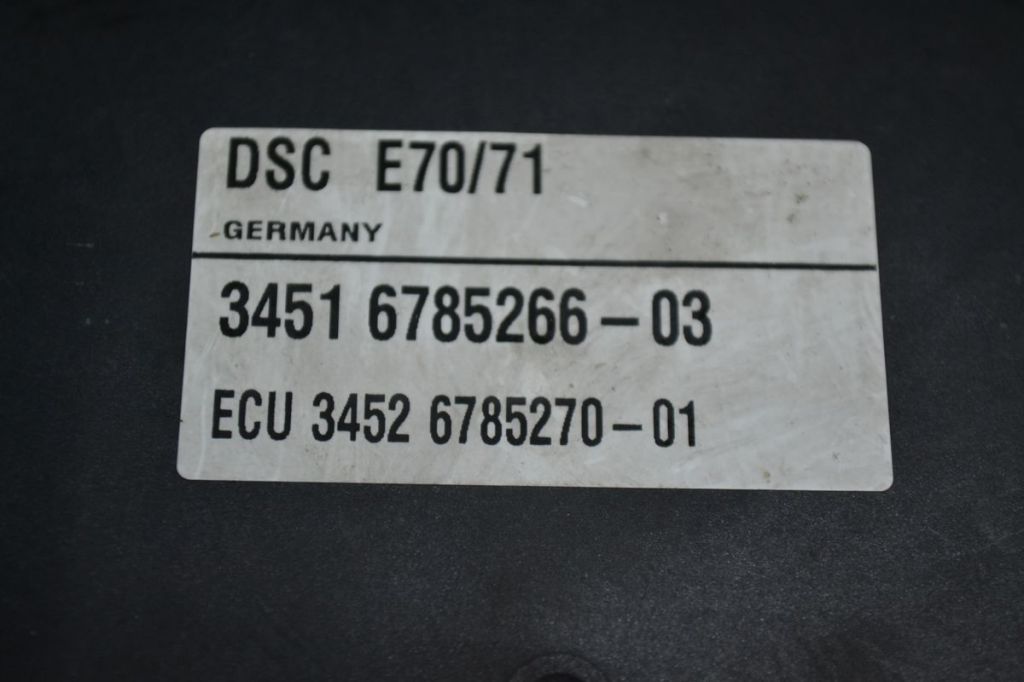 DSC E70/71
GERMANY
3451 6785266-03
ECU 3452 6785270-01